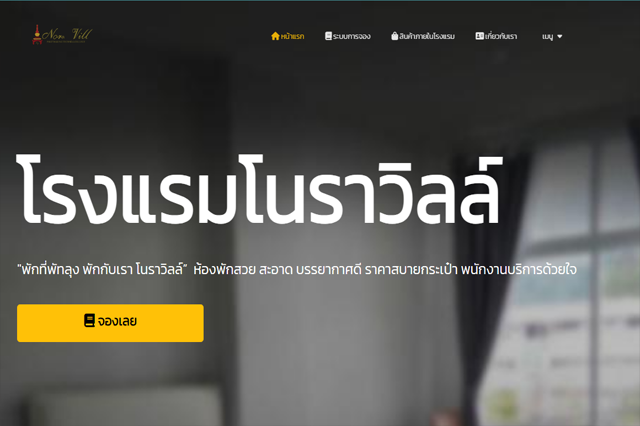 Nora Vill
หน้าแรก ระบบการจอง สินค้าภายในโรงแรม เกี่ยวกับเรา เมนู
โรงแรมโนราวิลล์
"พักที่พัทลุง พักกับเรา โนราวิลล์" ห้องพักสวย สะอาด บรรยากาศดี ราคาสบายกระเป๋า พนักงานบริการด้วยใจ
จองเลย